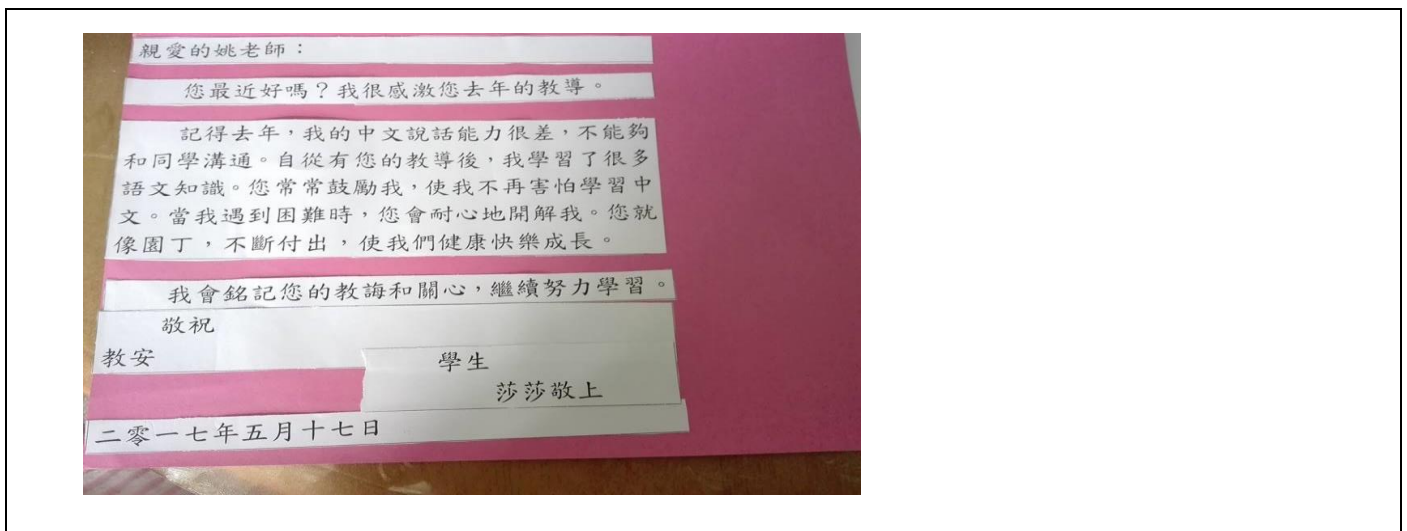 親愛的姚老師：
您最近好嗎？我很感激您去年的教導。
記得去年，我的中文說話能力很差，不能夠
和同學溝通。自從有您的教導後，我學習了很多
語文知識。您常常鼓勵我，使我不再害怕學習中
文。當我遇到困難時，您會耐心地開解我。您就
像園丁，不斷付出，使我們健康快樂成長。
我會銘記您的教誨和關心，繼續努力學習。
敬祝
教安
學生
莎莎敬上
二零一七年五月十七日